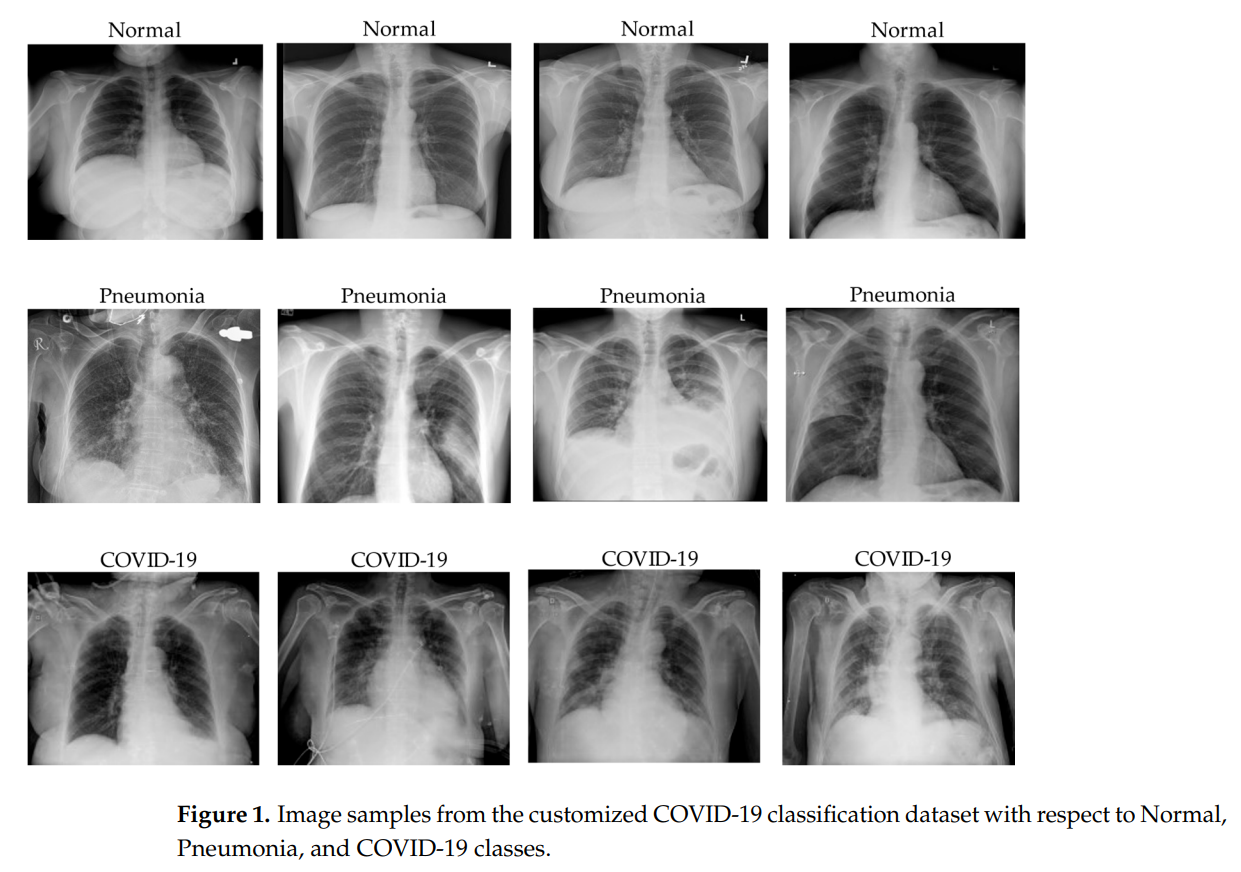 Normal
Normal
Normal
Normal
L
L
Pneumonia
Pneumonia
Pneumonia
Pneumonia
R.
L
L
COVID-19
COVID-19
COVID-19
COVID-19
Figure 1. Image samples from the customized COVID-19 classification dataset with respect to Normal,
Pneumonia, and COVID-19 classes.